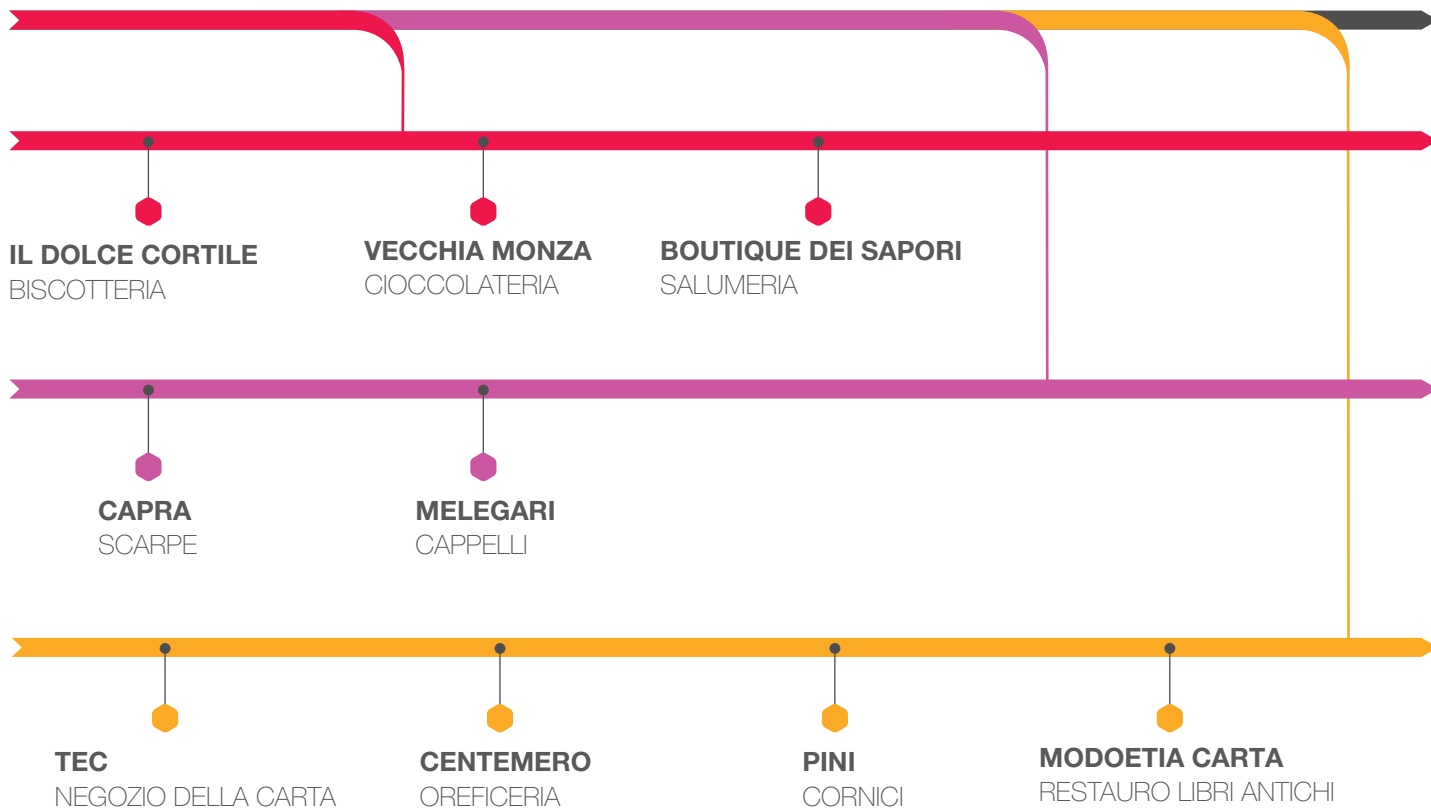 IL DOLCE CORTILE
BISCOTTERIA
VECCHIA MONZA
CIOCCOLATERIA
BOUTIQUE DEI SAPORI
SALUMERIA
CAPRA
SCARPE
MELEGARI
CAPPELLI
TEC
NEGOZIO DELLA CARTA
CENTEMERO
OREFICERIA
PINI
CORNICI
MODOETIA CARTA
RESTAURO LIBRI ANTICHI